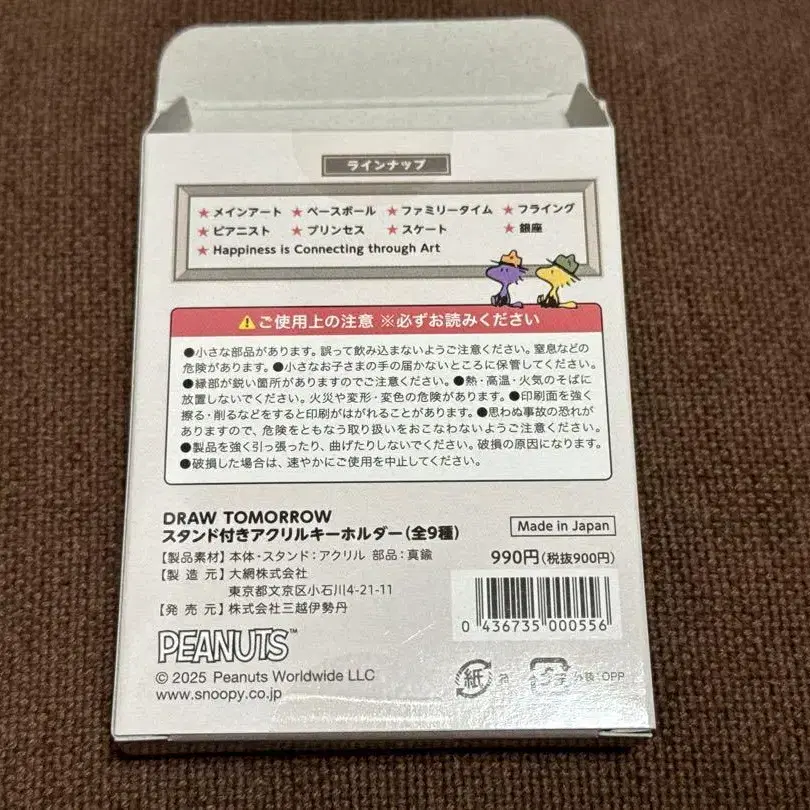 ラインナップ
★メインアート ★ベースボール ★ファミリータイム ★フライング
★ピアニスト ★プリンセス ★スケート ★銀座
★Happiness is Connecting through Art
⚠ご使用上の注意 ※必ずお読みください
●小さな部品があります。誤って飲み込まないようご注意ください。窒息などの
危険があります。●小さなお子さまの手の届かないところに保管してください。
●縁部が鋭い箇所がありますのでご注意ください。●熱・高温・火気のそばに
放置しないでください。火災や変形・変色の危険があります。●印刷面を強く
擦る・削るなどをすると印刷がはがれることがあります。●思わぬ事故の恐れが
ありますので、危険をともなう取り扱いをおこなわないようご注意ください。
●製品を強く引っ張ったり、曲げたりしないでください。破損の原因になります。
●破損した場合は、速やかにご使用を中止してください。
DRAW TOMORROW
スタンド付きアクリルキーホルダー(全9種)
Made in Japan
【製品素材】本体・スタンド:アクリル 部品:真鍮
990円(税抜900円)
【製造元】大網株式会社
東京都文京区小石川4-21-11
【発売元】株式会社三越伊勢丹
0 436735 000556
PEANUTS™
© 2025 Peanuts Worldwide LLC
www.snoopy.co.jp
紙 プラ 小袋:OPP